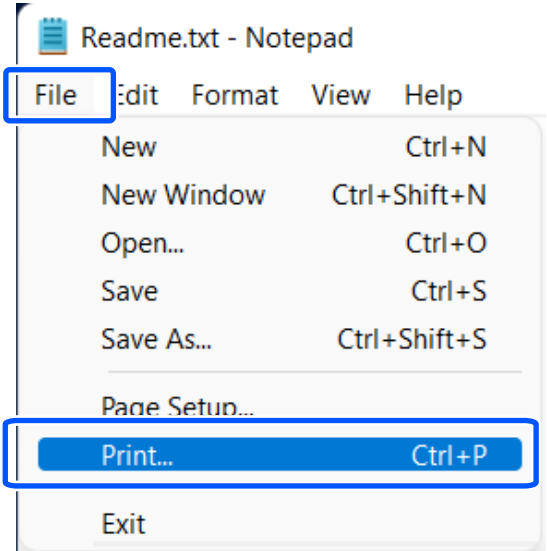 Readme.txt - Notepad
File Edit Format View Help
New Ctrl+N
New Window Ctrl+Shift+N
Open... Ctrl+O
Save Ctrl+S
Save As... Ctrl+Shift+S
Page Setup...
Print... Ctrl+P
Exit